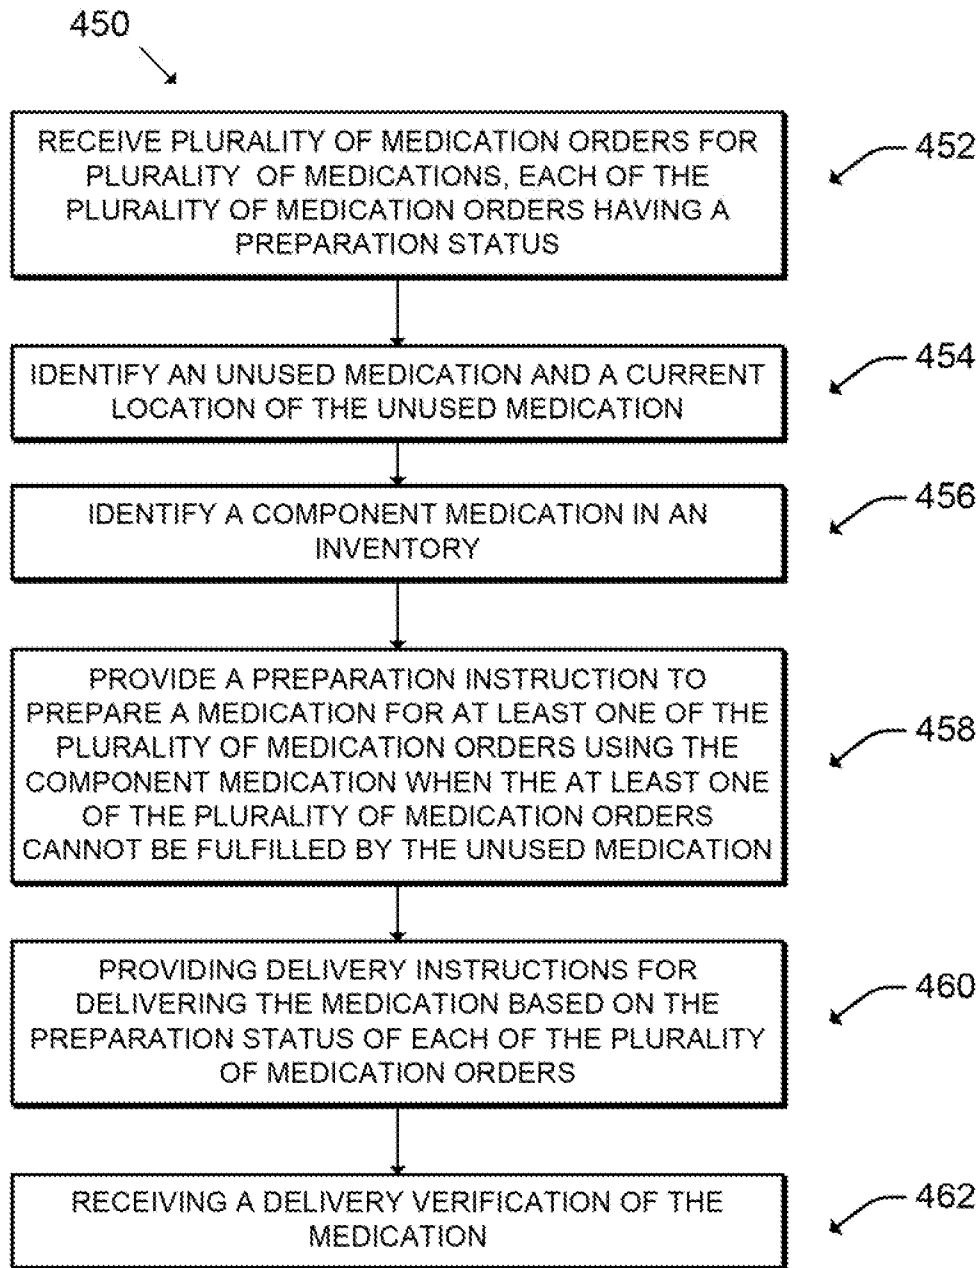 450
RECEIVE PLURALITY OF MEDICATION ORDERS FOR
PLURALITY OF MEDICATIONS, EACH OF THE
PLURALITY OF MEDICATION ORDERS HAVING A
PREPARATION STATUS
452
IDENTIFY AN UNUSED MEDICATION AND A CURRENT
LOCATION OF THE UNUSED MEDICATION
454
IDENTIFY A COMPONENT MEDICATION IN AN
INVENTORY
456
PROVIDE A PREPARATION INSTRUCTION TO
PREPARE A MEDICATION FOR AT LEAST ONE OF THE
PLURALITY OF MEDICATION ORDERS USING THE
COMPONENT MEDICATION WHEN THE AT LEAST ONE
OF THE PLURALITY OF MEDICATION ORDERS
CANNOT BE FULFILLED BY THE UNUSED MEDICATION
458
PROVIDING DELIVERY INSTRUCTIONS FOR
DELIVERING THE MEDICATION BASED ON THE
PREPARATION STATUS OF EACH OF THE PLURALITY
OF MEDICATION ORDERS
460
RECEIVING A DELIVERY VERIFICATION OF THE
MEDICATION
462